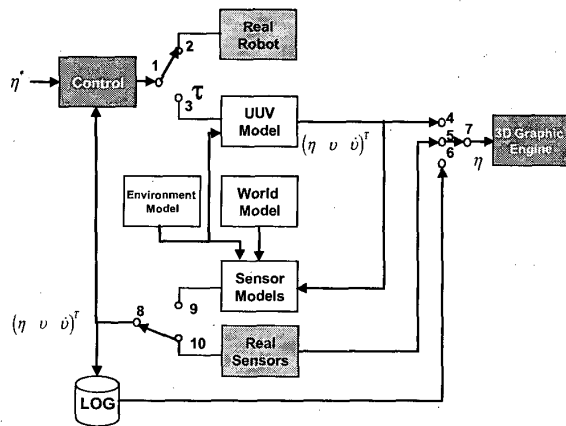 Real
Robot
2
1
η*
Control
3
τ
UUV
Model
4
5
7
6
3D Graphic
Engine
η
(η υ υ̇)ᵀ
Environment
Model
World
Model
Sensor
Models
9
8
(η υ υ̇)ᵀ
10
Real
Sensors
LOG